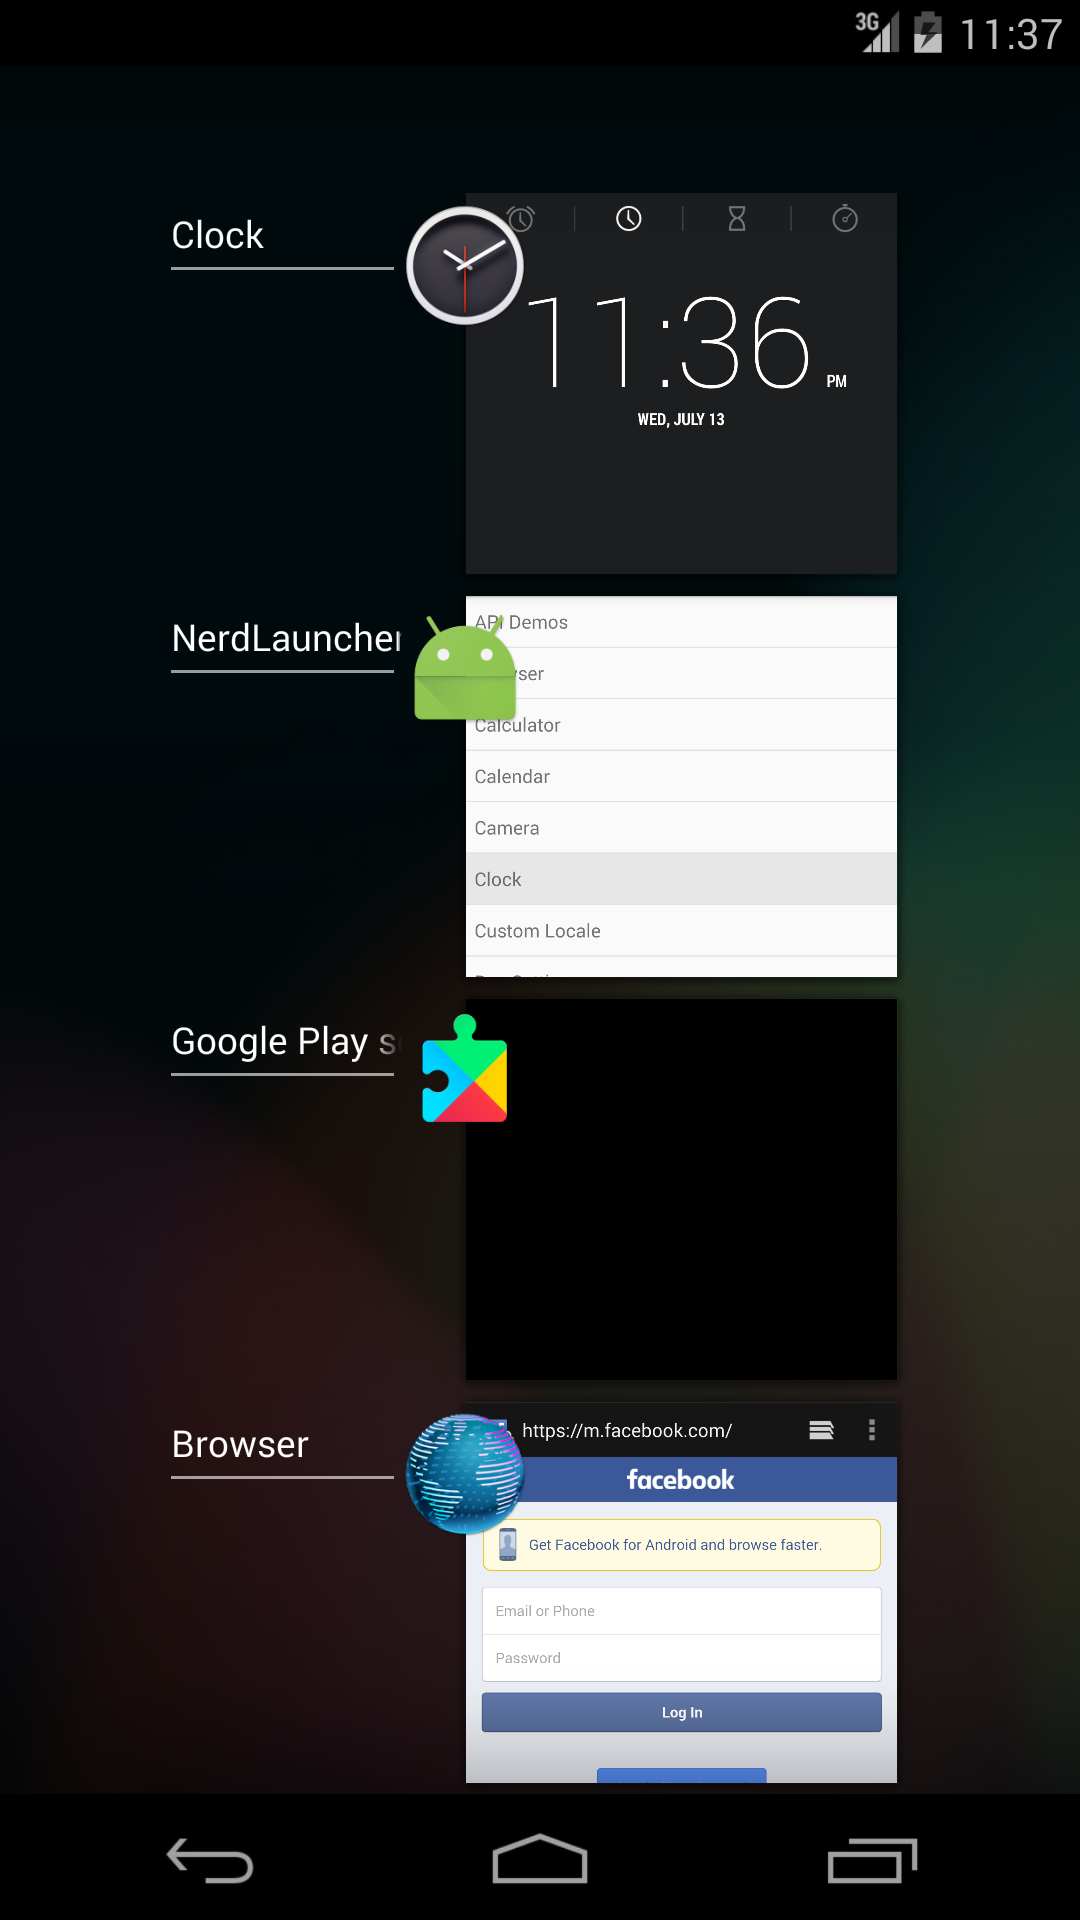 3G 11:37
Clock
11:36 PM
WED, JULY 13
NerdLauncher
API Demos
Calculator
Calendar
Camera
Clock
Custom Locale
Google Play
Browser
https://m.facebook.com/
facebook
Get Facebook for Android and browse faster.
Email or Phone
Password
Log In